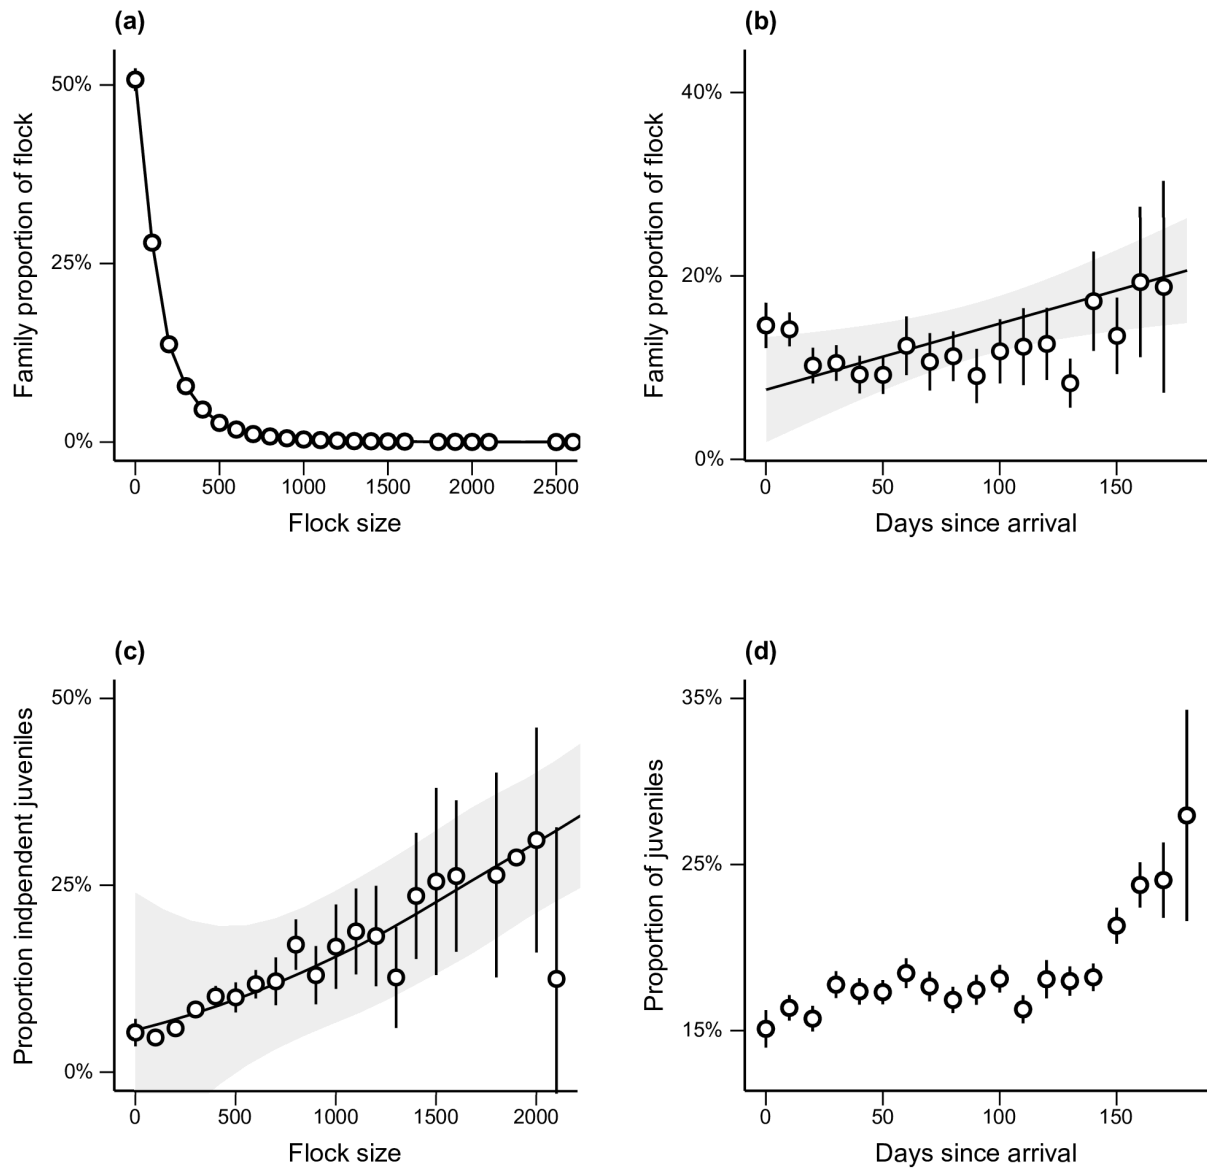 (a)
50%
25%
0%
Family proportion of flock
0 500 1000 1500 2000 2500
Flock size
(b)
40%
20%
0%
Family proportion of flock
0 50 100 150
Days since arrival
(c)
50%
25%
0%
Proportion indpendent juveniles
0 500 1000 1500 2000
Flock size
(d)
35%
25%
15%
Proportion of juveniles
0 50 100 150
Days since arrival